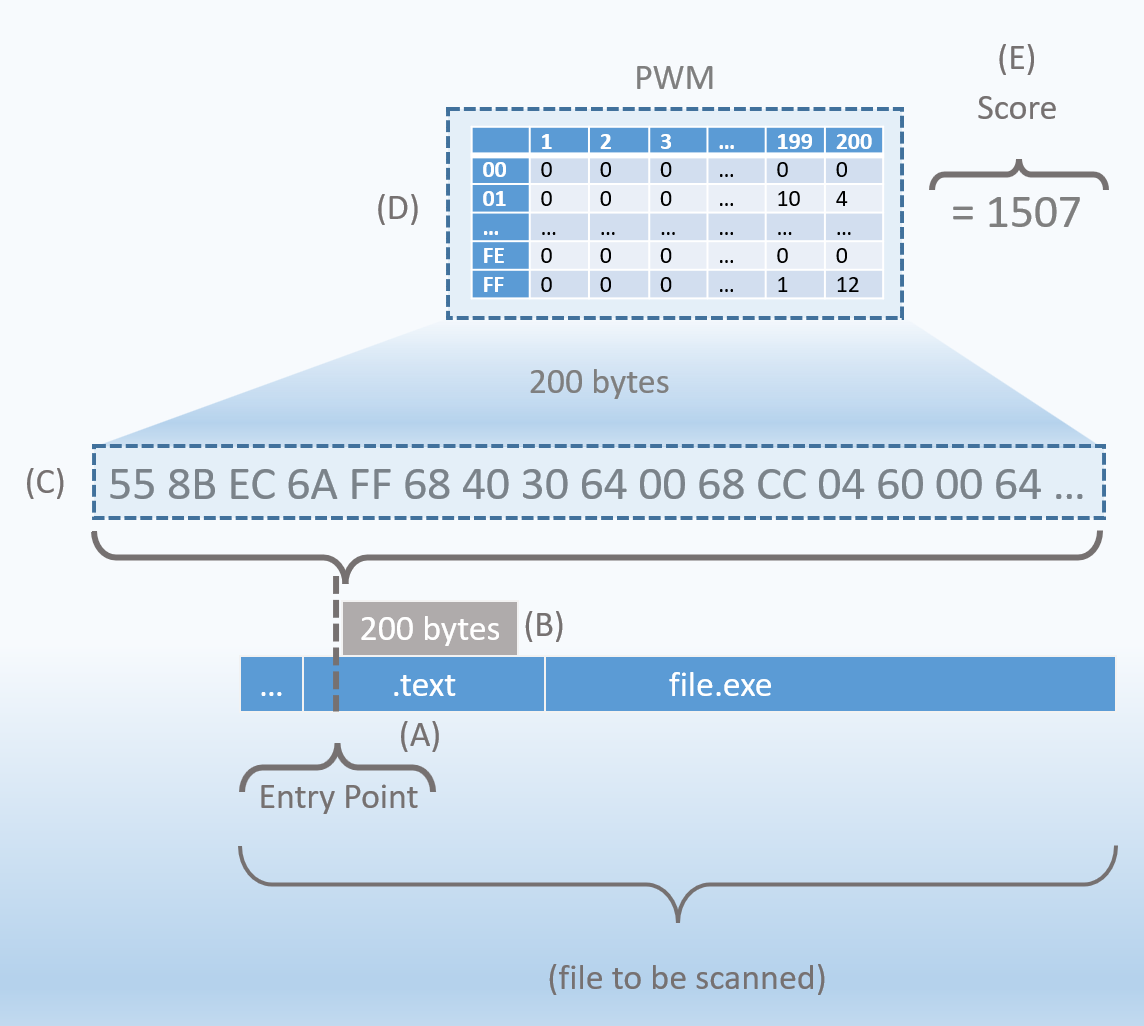 (E)
PWM
Score
1 2 3 ... 199 200
00 0 0 0 ... 0 0
(D)
01 0 0 0 ... 10 4
= 1507
... ... ... ... ... ... ...
FE 0 0 0 ... 0 0
FF 0 0 0 ... 1 12
200 bytes
(C)
55 8B EC 6A FF 68 40 30 64 00 68 CC 04 60 00 64 ...
200 bytes
(B)
... .text file.exe
(A)
Entry Point
(file to be scanned)